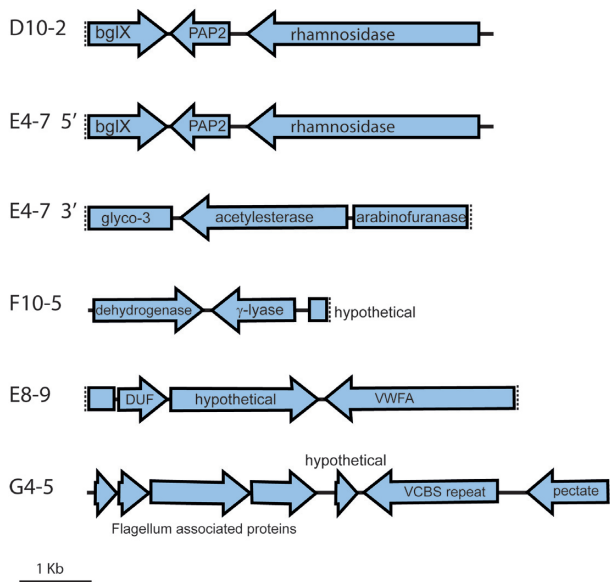 D10-2 bglX PAP2 rhamnosidase
E4-7 5’ bglX PAP2 rhamnosidase
E4-7 3’ glyco-3 acetylesterase arabinofuranase
F10-5 dehydrogenase γ-lyase hypothetical
E8-9 DUF hypothetical VWFA
hypothetical
G4-5 VCBS repeat pectate
Flagellum associated proteins
1 Kb